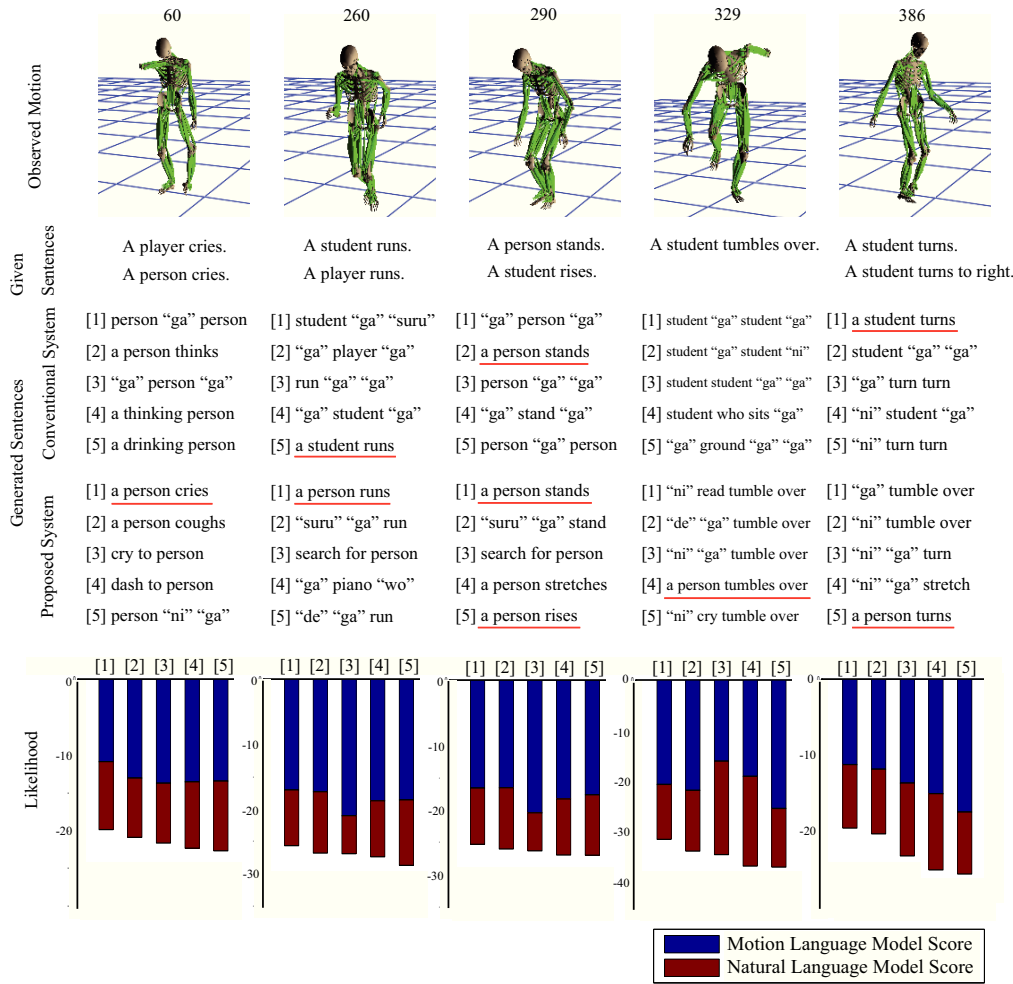 60 260 290 329 386
Observed Motion
Given Sentences
A player cries. A student runs. A person stands. A student tumbles over. A student turns.
A person cries. A player runs. A student rises. A student turns to right.
Generated Sentences
Conventional System
[1] person “ga” person [1] student “ga” “suru” [1] “ga” person “ga” [1] student “ga” student “ga” [1] a student turns
[2] a person thinks [2] “ga” player “ga” [2] a person stands [2] student “ga” student “ni” [2] student “ga” “ga”
[3] “ga” person “ga” [3] run “ga” “ga” [3] person “ga” “ga” [3] student student “ga” “ga” [3] “ga” turn turn
[4] a thinking person [4] “ga” student “ga” [4] “ga” stand “ga” [4] student who sits “ga” [4] “ni” student “ga”
[5] a drinking person [5] a student runs [5] person “ga” person [5] “ga” ground “ga” “ga” [5] “ni” turn turn
Proposed System
[1] a person cries [1] a person runs [1] a person stands [1] “ni” read tumble over [1] “ga” tumble over
[2] a person coughs [2] “suru” “ga” run [2] “suru” “ga” stand [2] “de” “ga” tumble over [2] “ni” tumble over
[3] cry to person [3] search for person [3] search for person [3] “ni” “ga” tumble over [3] “ni” “ga” turn
[4] dash to person [4] “ga” piano “wo” [4] a person stretches [4] a person tumbles over [4] “ni” “ga” stretch
[5] person “ni” “ga” [5] “de” “ga” run [5] a person rises [5] “ni” cry tumble over [5] a person turns
Likelihood
[1] [2] [3] [4] [5] [1] [2] [3] [4] [5] [1] [2] [3] [4] [5] [1] [2] [3] [4] [5] [1] [2] [3] [4] [5]
0 0 0 0 0
-10 -10 -10 -10 -10
-20 -20 -20 -20 -20
-30 -30 -30
-40
Motion Language Model Score
Natural Language Model Score